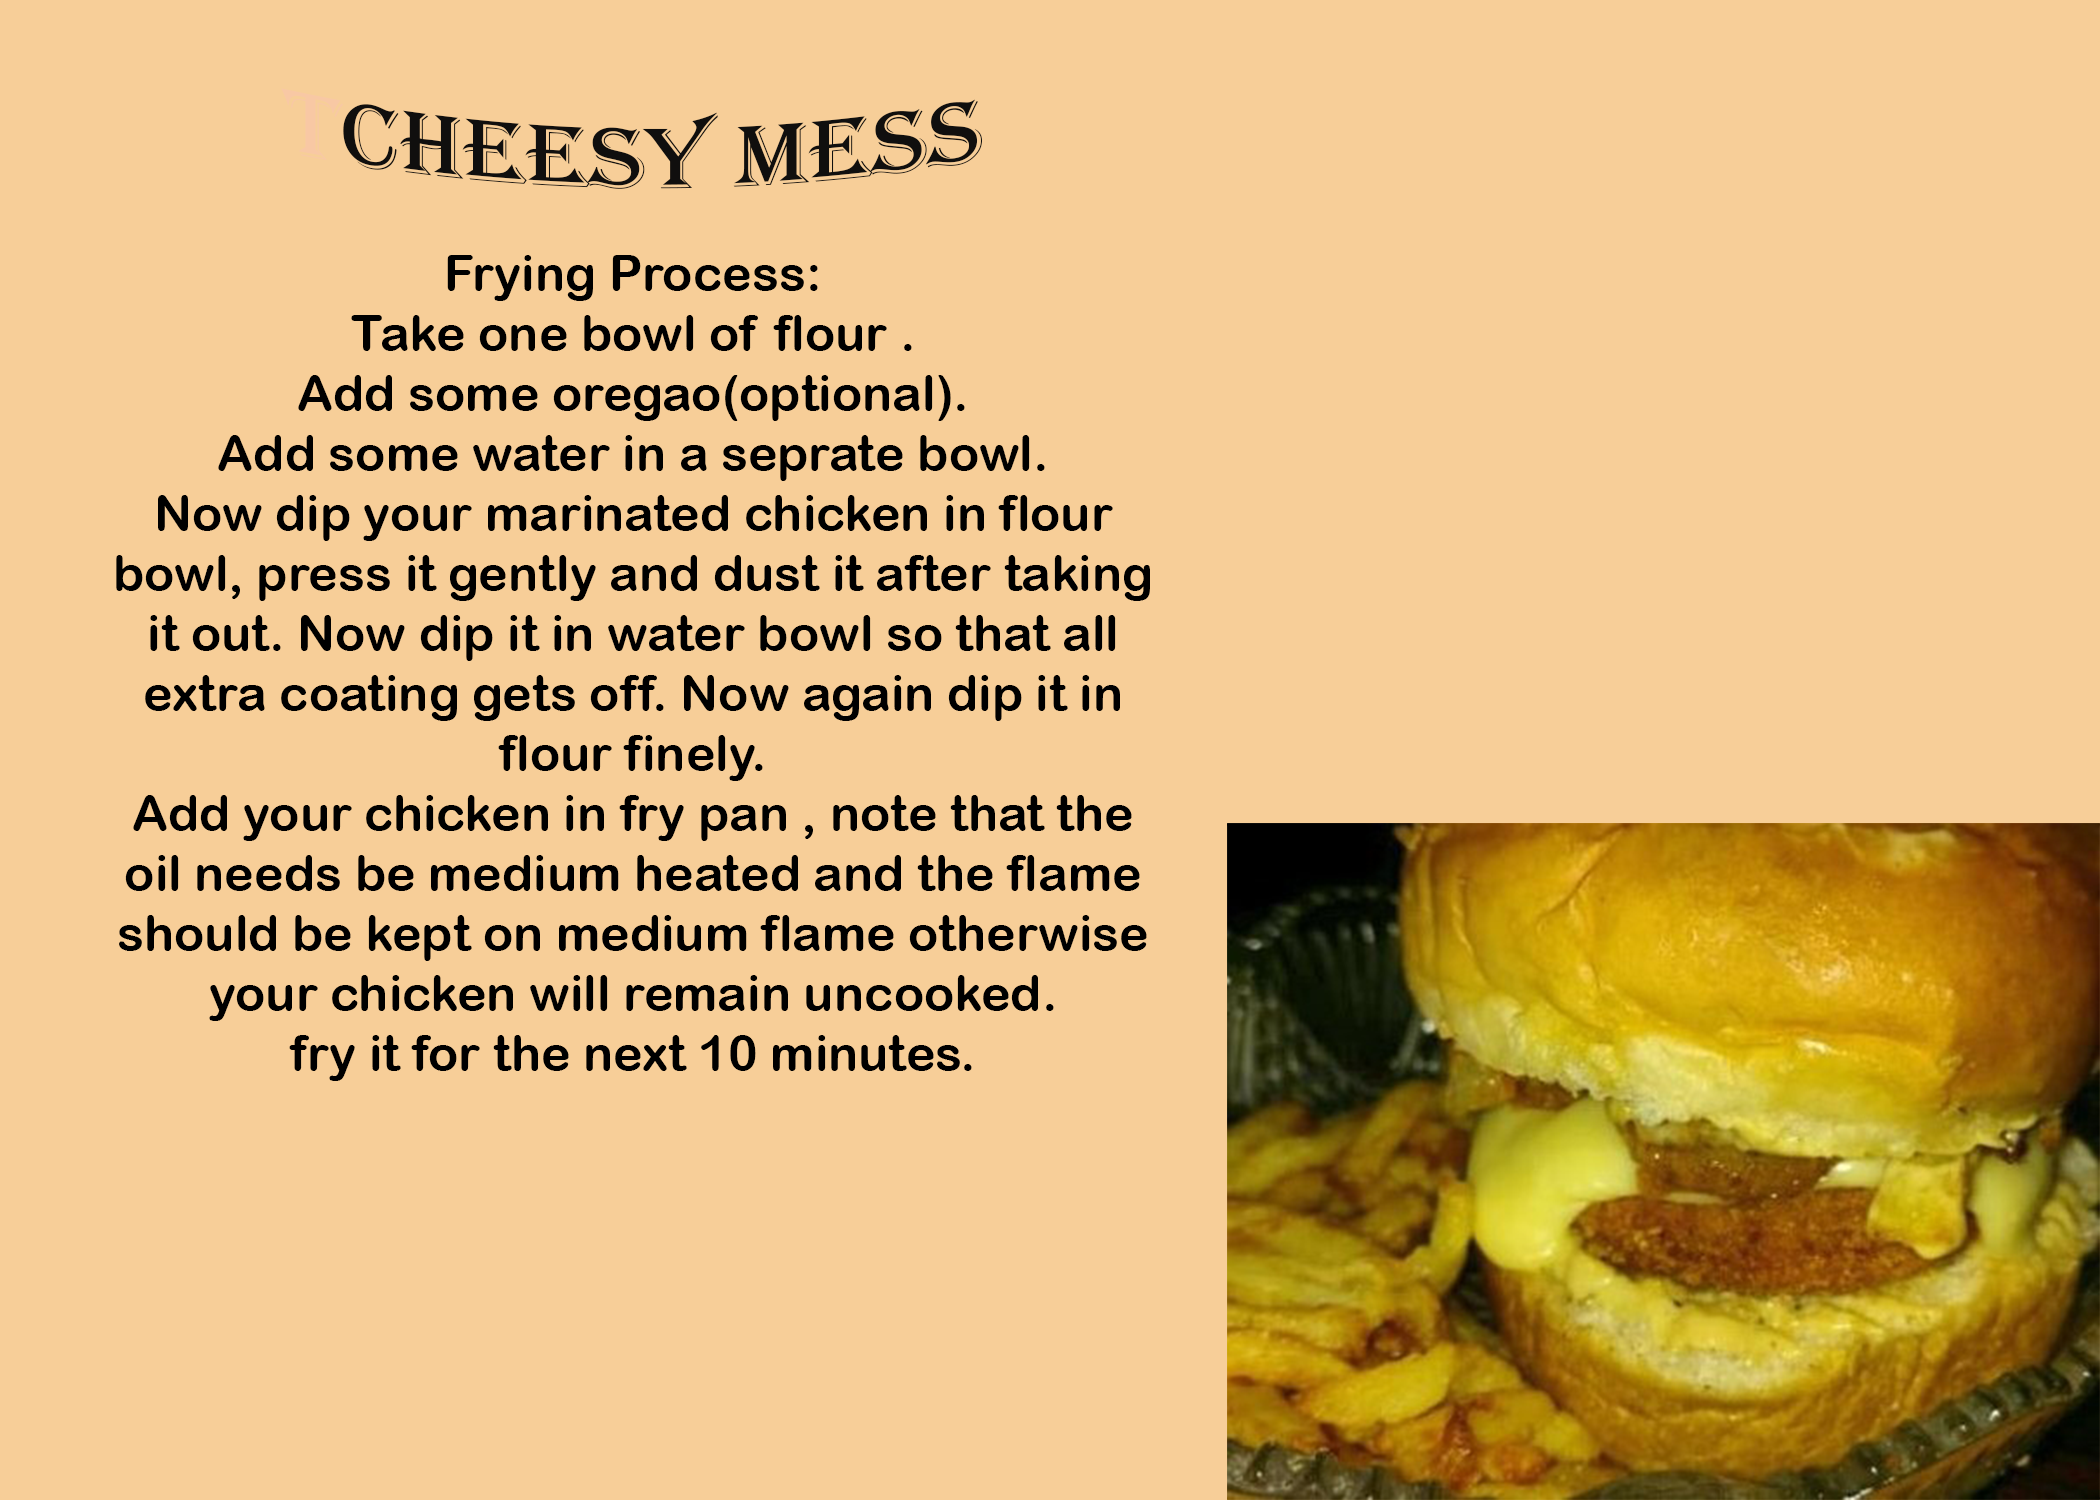 TCHEESY MESS
Frying Process:
Take one bowl of flour .
Add some oregao(optional).
Add some water in a seprate bowl.
Now dip your marinated chicken in flour
bowl, press it gently and dust it after taking
it out. Now dip it in water bowl so that all
extra coating gets off. Now again dip it in
flour finely.
Add your chicken in fry pan , note that the
oil needs be medium heated and the flame
should be kept on medium flame otherwise
your chicken will remain uncooked.
fry it for the next 10 minutes.